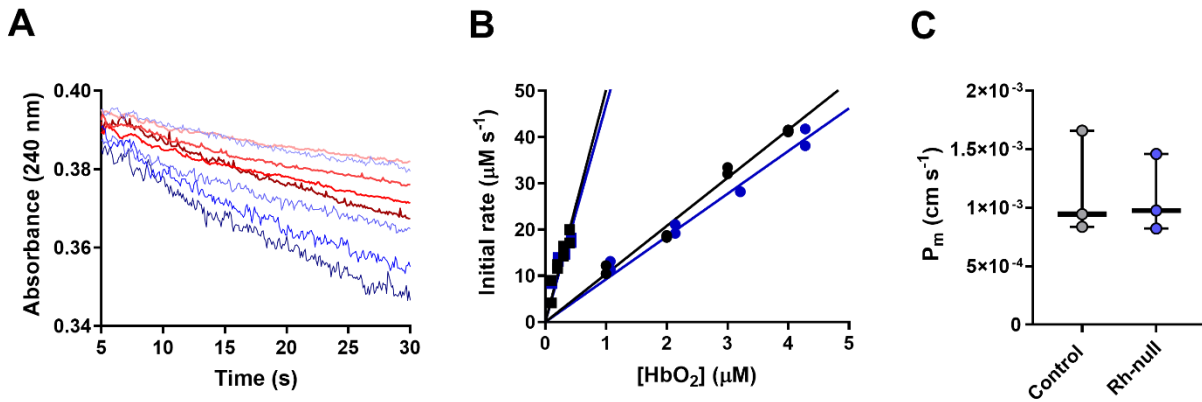 A
B
C
Absorbance (240 nm)
0.40
0.38
0.36
0.34
5
10
15
20
25
30
Time (s)
Initial rate (μM s⁻¹)
50
40
30
20
10
0
0
1
2
3
4
5
[HbO₂] (μM)
Pₘ (cm s⁻¹)
2×10⁻³
1.5×10⁻³
1×10⁻³
5×10⁻⁴
0
Control
Rh-null